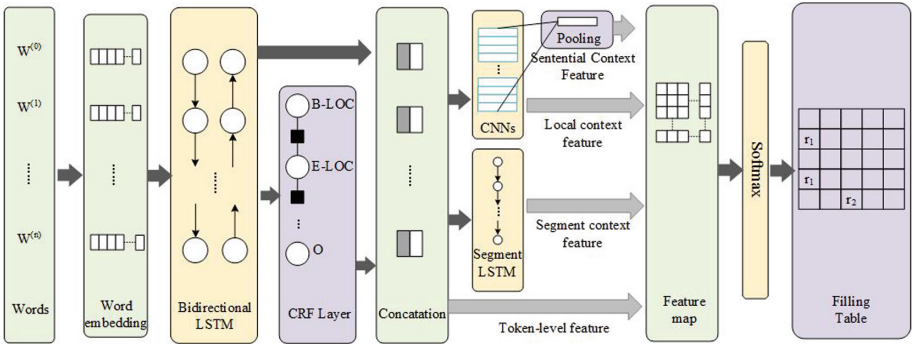 W(0)
W(1)
W(n)
Words
Word
embedding
Bidirectional
LSTM
B-LOC
E-LOC
O
CRF Layer
Concatation
CNNs
Pooling
Sentential Context
Feature
Local context
feature
Segment
LSTM
Segment context
feature
Token-level feature
Feature
map
Softmax
r1
r1
r2
Filling
Table